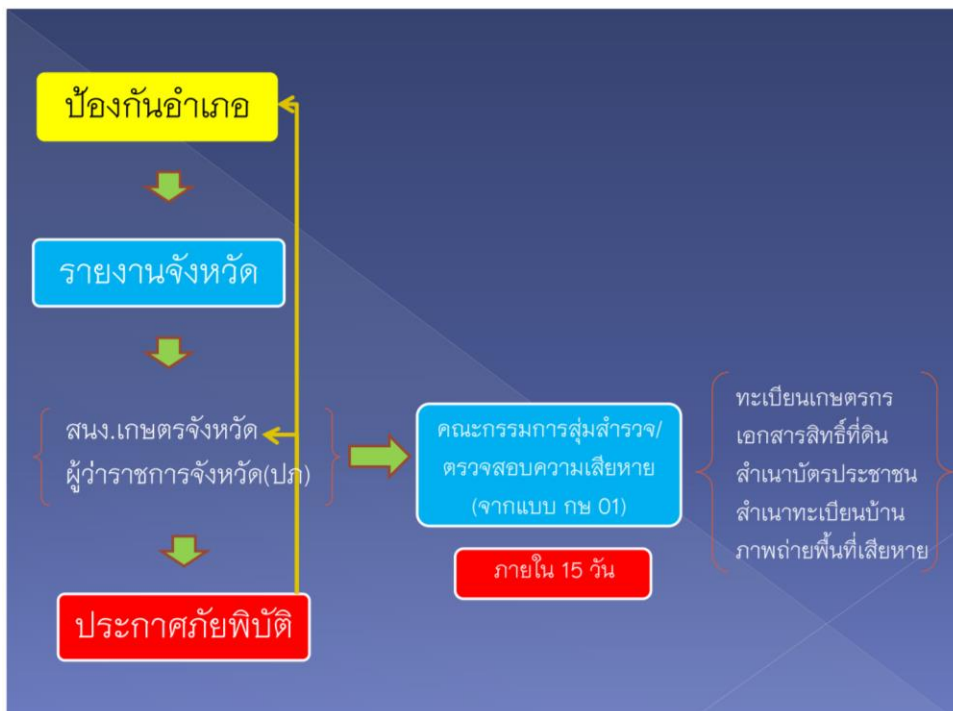 ป้องกันอำเภอ
รายงานจังหวัด
สนง.เกษตรจังหวัด
ผู้ว่าราชการจังหวัด(ปภ)
ประกาศภัยพิบัติ
คณะกรรมการสุ่มสำรวจ/
ตรวจสอบความเสียหาย
(จากแบบ กษ 01)
ภายใน 15 วัน
ทะเบียนเกษตรกร
เอกสารสิทธิ์ที่ดิน
สำเนาบัตรประชาชน
สำเนาทะเบียนบ้าน
ภาพถ่ายพื้นที่เสียหาย